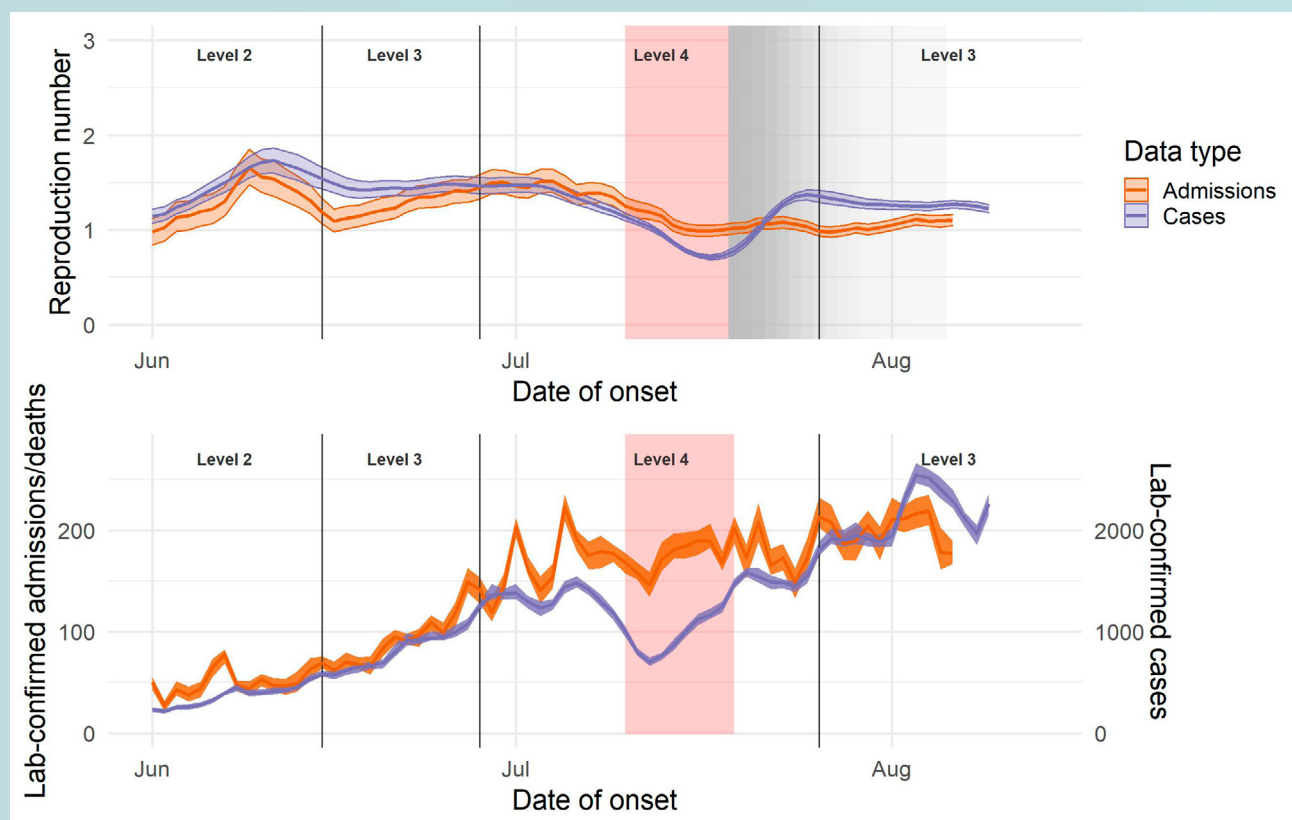 Reproduction number
3
2
1
0
Level 2
Level 3
Level 4
Level 3
Jun
Jul
Aug
Date of onset
Data type
Admissions
Cases
Lab-confirmed admissions/deaths
200
100
0
Level 2
Level 3
Level 4
Level 3
2000
1000
0
Lab-confirmed cases
Jun
Jul
Aug
Date of onset